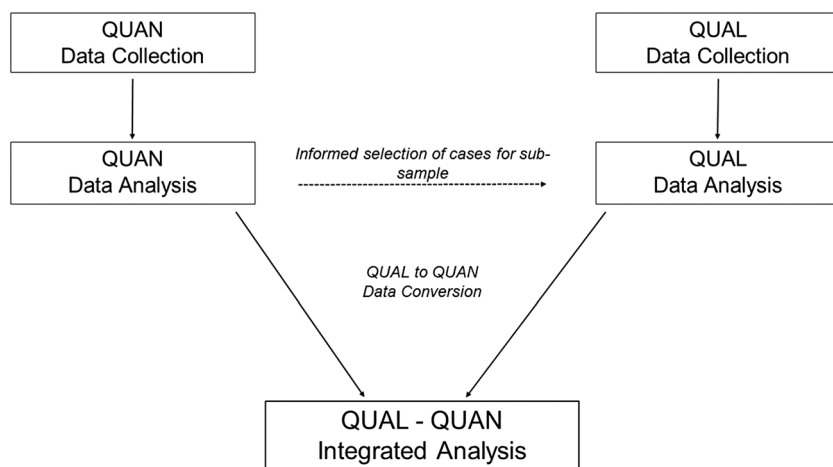 QUAN
Data Collection
QUAL
Data Collection
QUAN
Data Analysis
Informed selection of cases for sub-
sample
QUAL
Data Analysis
QUAL to QUAN
Data Conversion
QUAL - QUAN
Integrated Analysis